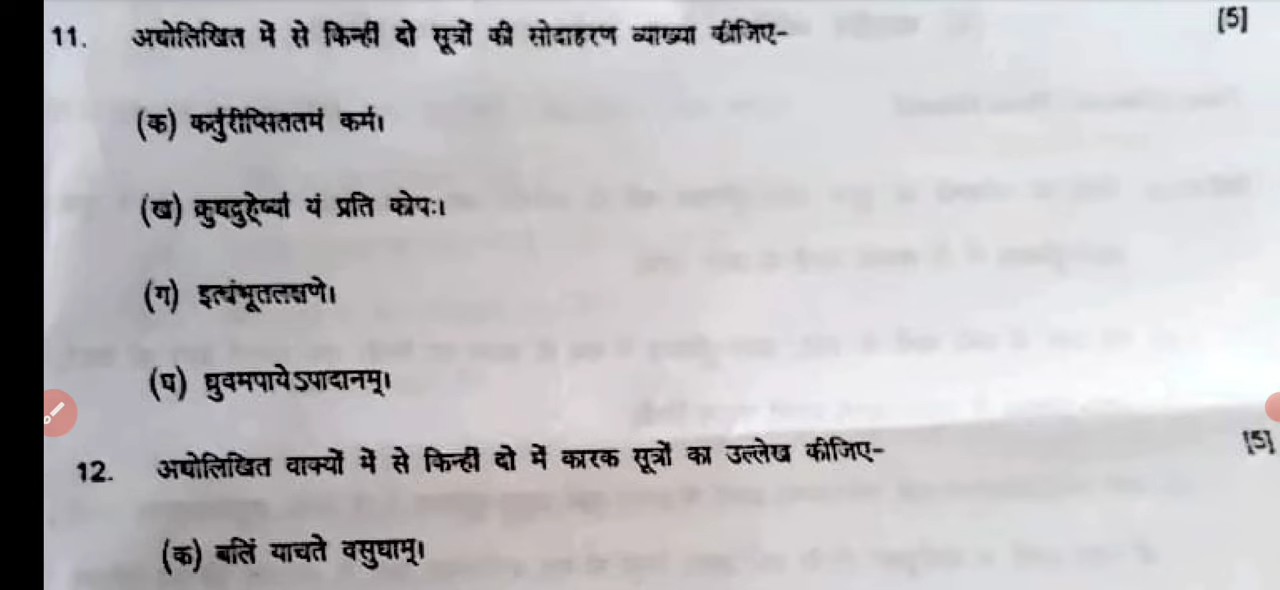 11. अधोलिखित में से किन्हीं दो सूत्रों की सोदाहरण व्याख्या कीजिए- [5]
(क) कर्तुरीप्सिततमं कर्म।
(ख) क्रुधदुहेर्ष्या यं प्रति कोपः।
(ग) इत्थंभूतलक्षणे।
(घ) ध्रुवमपायेऽपादानम्।
12. अधोलिखित वाक्यों में से किन्हीं दो में कारक सूत्रों का उल्लेख कीजिए- [5]
(क) बलिं याचते वसुधाम्।